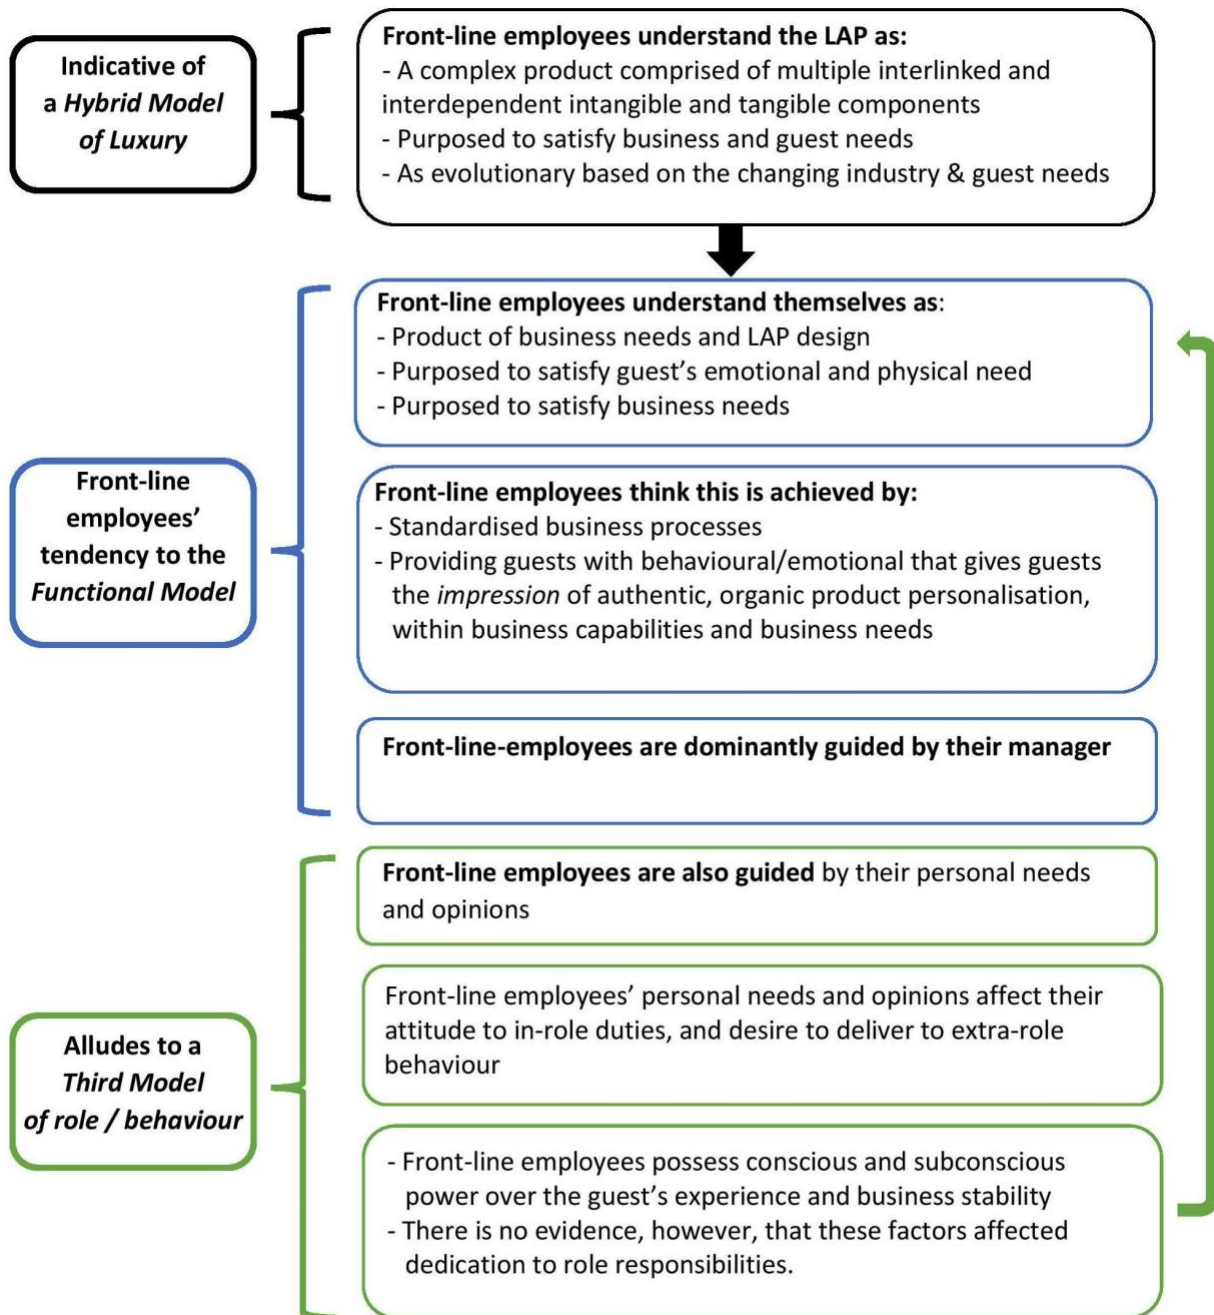 Indicative of
a Hybrid Model
of Luxury
Front-line employees understand the LAP as:
- A complex product comprised of multiple interlinked and
interdependent intangible and tangible components
- Purposed to satisfy business and guest needs
- As evolutionary based on the changing industry & guest needs
Front-line
employees’
tendency to the
Functional Model
Front-line employees understand themselves as:
- Product of business needs and LAP design
- Purposed to satisfy guest’s emotional and physical need
- Purposed to satisfy business needs
Front-line employees think this is achieved by:
- Standardised business processes
- Providing guests with behavioural/emotional that gives guests
the impression of authentic, organic product personalisation,
within business capabilities and business needs
Front-line-employees are dominantly guided by their manager
Alludes to a
Third Model
of role / behaviour
Front-line employees are also guided by their personal needs
and opinions
Front-line employees’ personal needs and opinions affect their
attitude to in-role duties, and desire to deliver to extra-role
behaviour
- Front-line employees possess conscious and subconscious
power over the guest’s experience and business stability
- There is no evidence, however, that these factors affected
dedication to role responsibilities.